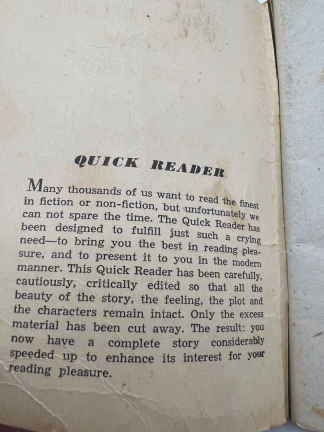 QUICK READER
Many thousands of us want to read the finest
in fiction or non-fiction, but unfortunately we
can not spare the time. The Quick Reader has
been designed to fulfill just such a crying
need—to bring you the best in reading plea-
sure, and to present it to you in the modern
manner. This Quick Reader has been carefully,
cautiously, critically edited so that all the
beauty of the story, the feeling, the plot and
the characters remain intact. Only the excess
material has been cut away. The result: you
now have a complete story considerably
speeded up to enhance its interest for your
reading pleasure.